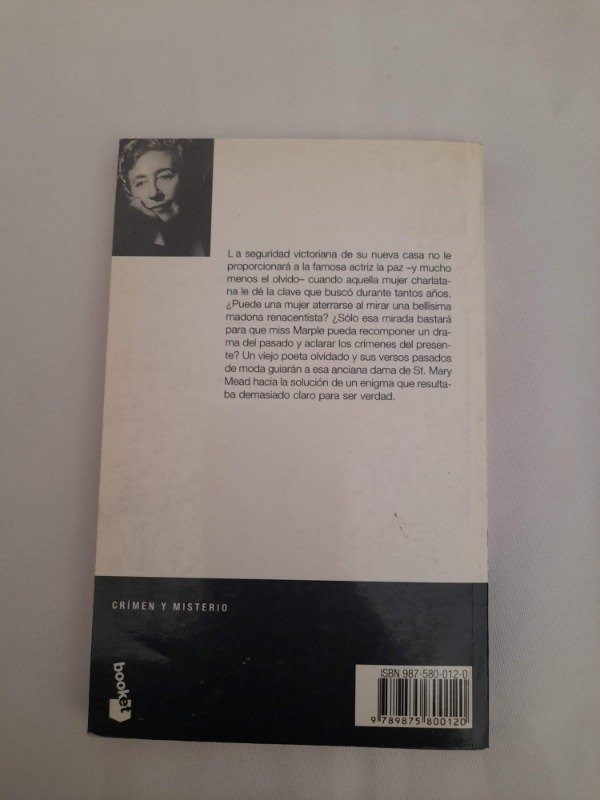 La seguridad victoriana de su nueva casa no le
proporcionará a la famosa actriz la paz –y mucho
menos el olvido– cuando aquella mujer charlata-
na le dé la clave que buscó durante tantos años.
¿Puede una mujer aterrarse al mirar una bellísima
madona renacentista? ¿Sólo esa mirada bastará
para que miss Marple pueda recomponer un dra-
ma del pasado y aclarar los crímenes del presen-
te? Un viejo poeta olvidado y sus versos pasados
de moda guiarán a esa anciana dama de St. Mary
Mead hacia la solución de un enigma que resulta-
ba demasiado claro para ser verdad.
CRÍMEN Y MISTERIO
booket
ISBN 987-580-012-0
9 789875 800120